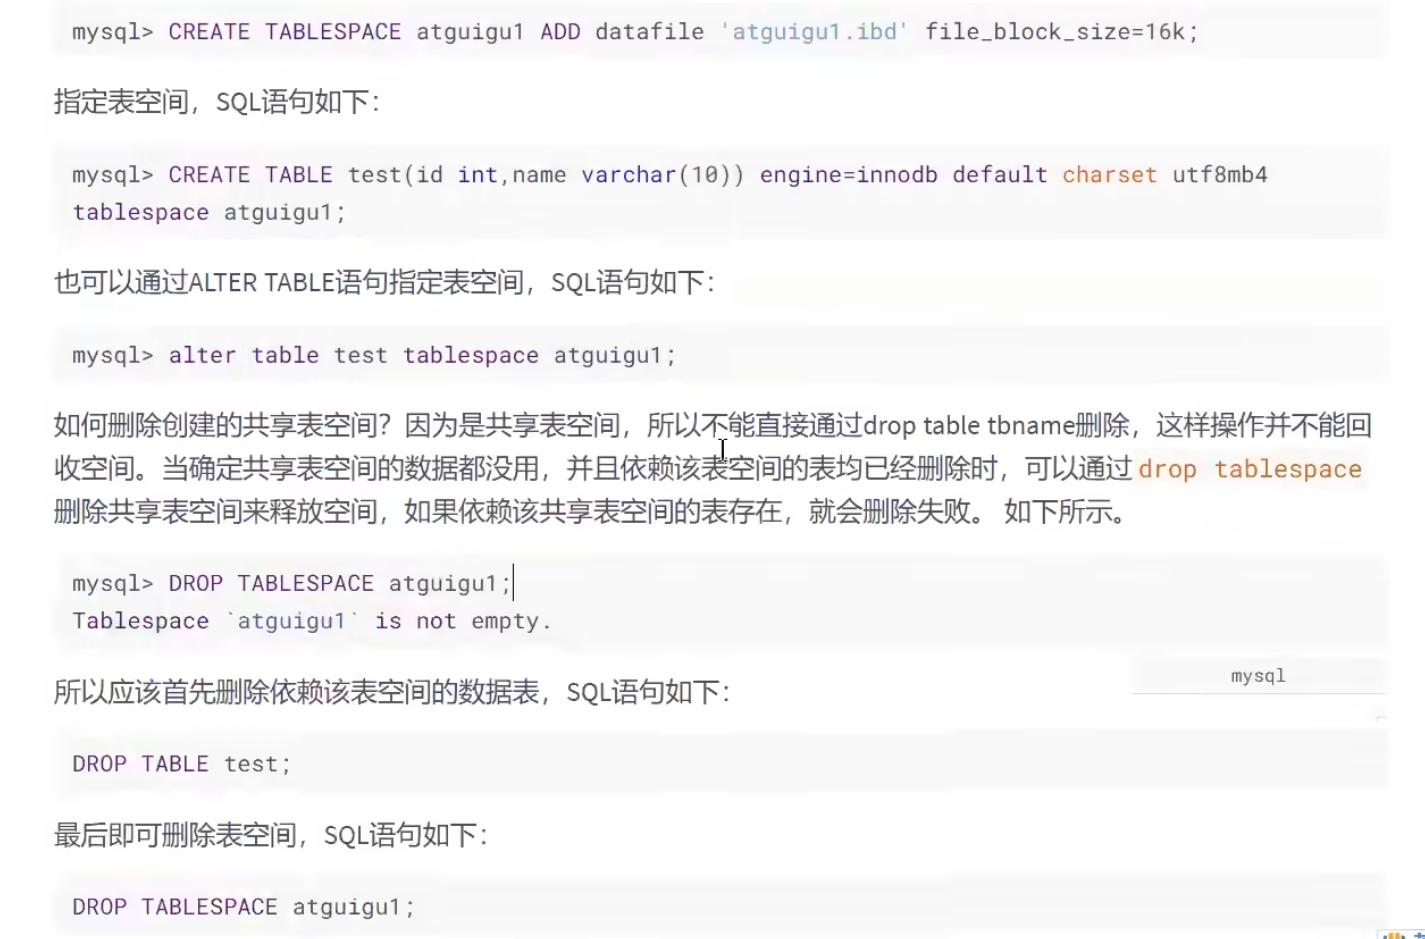 mysql> CREATE TABLESPACE atguigu1 ADD datafile 'atguigu1.ibd' file_block_size=16k;
指定表空间，SQL语句如下：
mysql> CREATE TABLE test(id int,name varchar(10)) engine=innodb default charset utf8mb4
tablespace atguigu1;
也可以通过ALTER TABLE语句指定表空间，SQL语句如下：
mysql> alter table test tablespace atguigu1;
如何删除创建的共享表空间？因为是共享表空间，所以不能直接通过drop table tbname删除，这样操作并不能回
收空间。当确定共享表空间的数据都没用，并且依赖该表空间的表均已经删除时，可以通过drop tablespace
删除共享表空间来释放空间，如果依赖该共享表空间的表存在，就会删除失败。 如下所示。
mysql> DROP TABLESPACE atguigu1;
Tablespace `atguigu1` is not empty.
mysql
所以应该首先删除依赖该表空间的数据表，SQL语句如下：
DROP TABLE test;
最后即可删除表空间，SQL语句如下：
DROP TABLESPACE atguigu1;